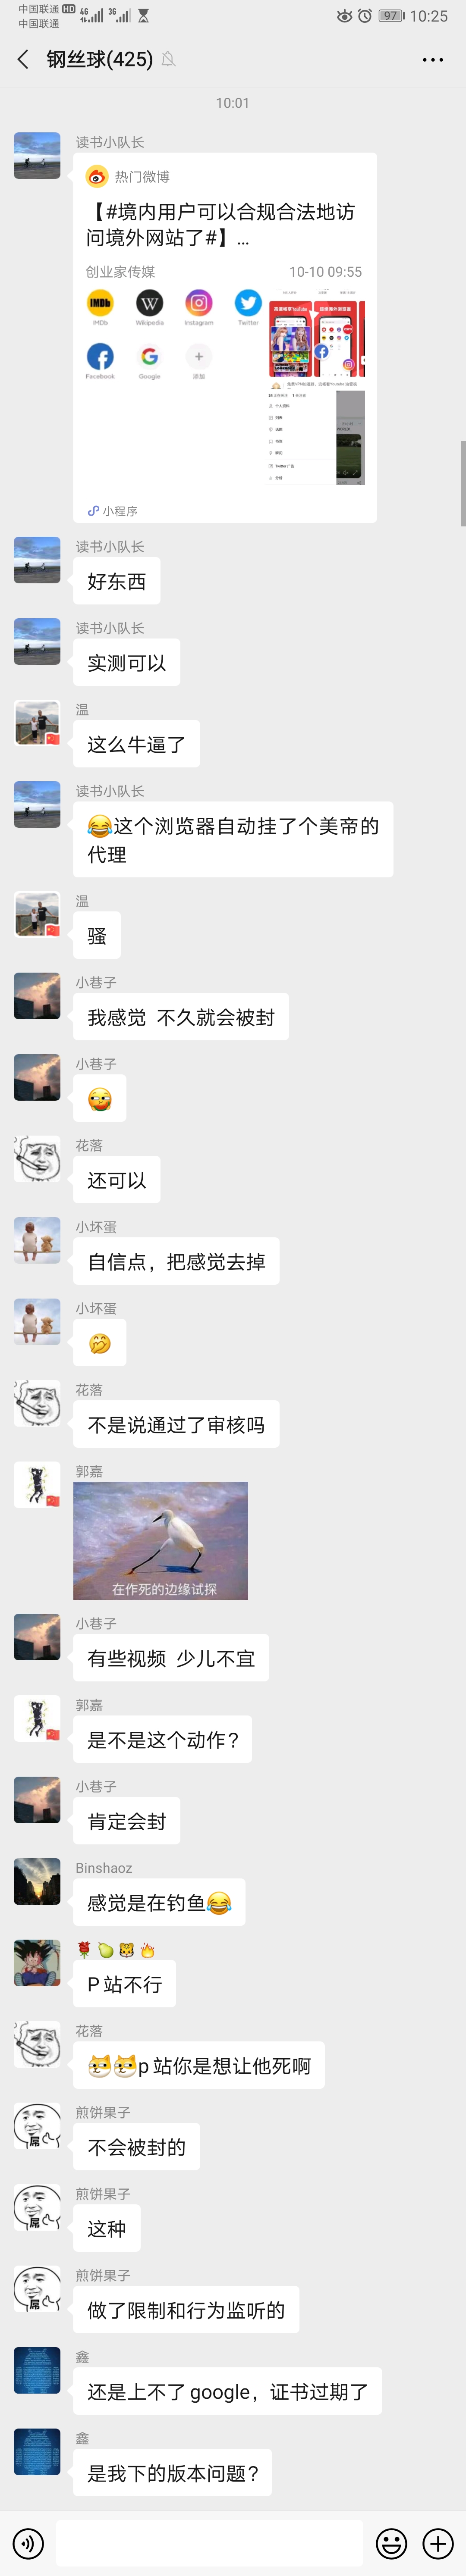 中国联通 HD 4G 3G 97 10:25
中国联通
钢丝球(425)
10:01
读书小队长
热门微博
【#境内用户可以合规合法地访
问境外网站了#】...
创业家传媒 10-10 09:55
IMDb W
IMDb Wikipedia Instagram Twitter
Facebook Google 添加
小程序
读书小队长
好东西
读书小队长
实测可以
温
这么牛逼了
读书小队长
😂这个浏览器自动挂了个美帝的
代理
温
骚
小巷子
我感觉 不久就会被封
小巷子
花落
还可以
小坏蛋
自信点，把感觉去掉
小坏蛋
花落
不是说通过了审核吗
郭嘉
在作死的边缘试探
小巷子
有些视频 少儿不宜
郭嘉
是不是这个动作？
小巷子
肯定会封
Binshaoz
感觉是在钓鱼😂
🌹🍐🐯🔥
P站不行
花落
p站你是想让他死啊
煎饼果子
屌
不会被封的
煎饼果子
屌
这种
煎饼果子
屌
做了限制和行为监听的
鑫
还是上不了google，证书过期了
鑫
是我下的版本问题？